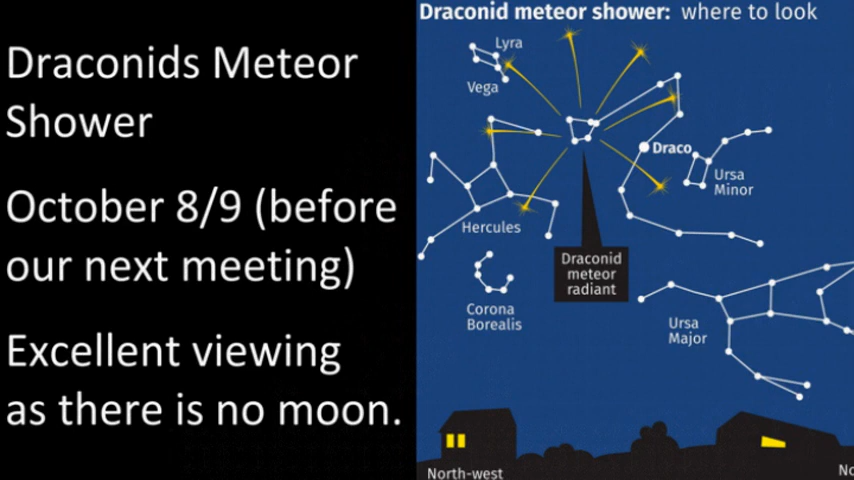 Draconids Meteor
Shower
October 8/9 (before
our next meeting)
Excellent viewing
as there is no moon.
Draconid meteor shower: where to look
Lyra
Vega
Draco
Ursa
Minor
Hercules
Draconid
meteor
radiant
Corona
Borealis
Ursa
Major
North-west